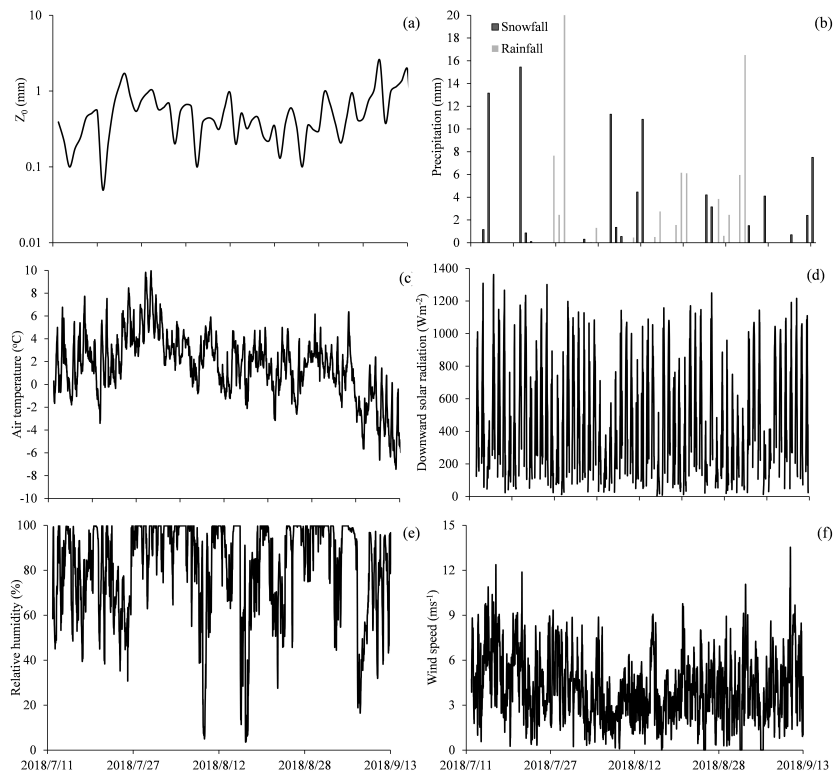 (a)
10
1
0.1
0.01
Z0 (mm)
(b)
Snowfall
Rainfall
20
18
16
14
12
10
8
6
4
2
0
Precipitation (mm)
(c)
10
8
6
4
2
0
-2
-4
-6
-8
-10
Air temperature (°C)
(d)
1400
1200
1000
800
600
400
200
0
Downward solar radiation (Wm-2)
(e)
100
80
60
40
20
0
Relative humidity (%)
2018/7/11 2018/7/27 2018/8/12 2018/8/28 2018/9/13
(f)
15
12
9
6
3
0
Wind speed (ms-1)
2018/7/11 2018/7/27 2018/8/12 2018/8/28 2018/9/13